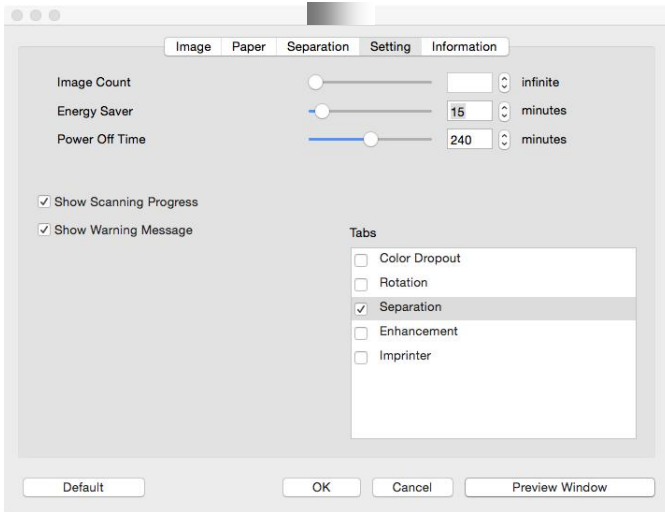 Image Paper Separation Setting Information
Image Count infinite
Energy Saver 15 minutes
Power Off Time 240 minutes
Show Scanning Progress
Show Warning Message
Tabs
Color Dropout
Rotation
Separation
Enhancement
Imprinter
Default OK Cancel Preview Window